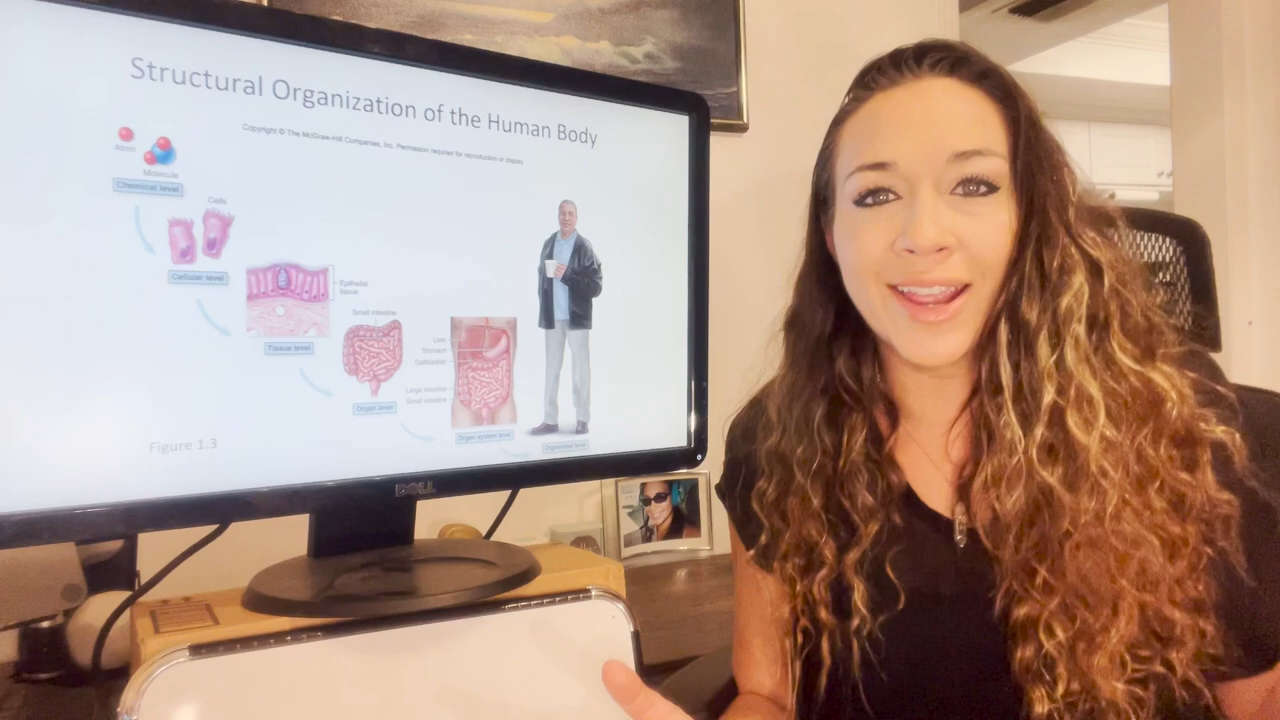 Structural Organization of the Human Body
Copyright © The McGraw-Hill Companies, Inc. Permission required for reproduction or display
Atom
Molecule
Chemical level
Cells
Cellular level
Epithelial
tissue
Tissue level
Small intestine
Organ level
Liver
Stomach
Gallbladder
Large intestine
Small intestine
Organ system level
Organismal level
Figure 1.3
DELL